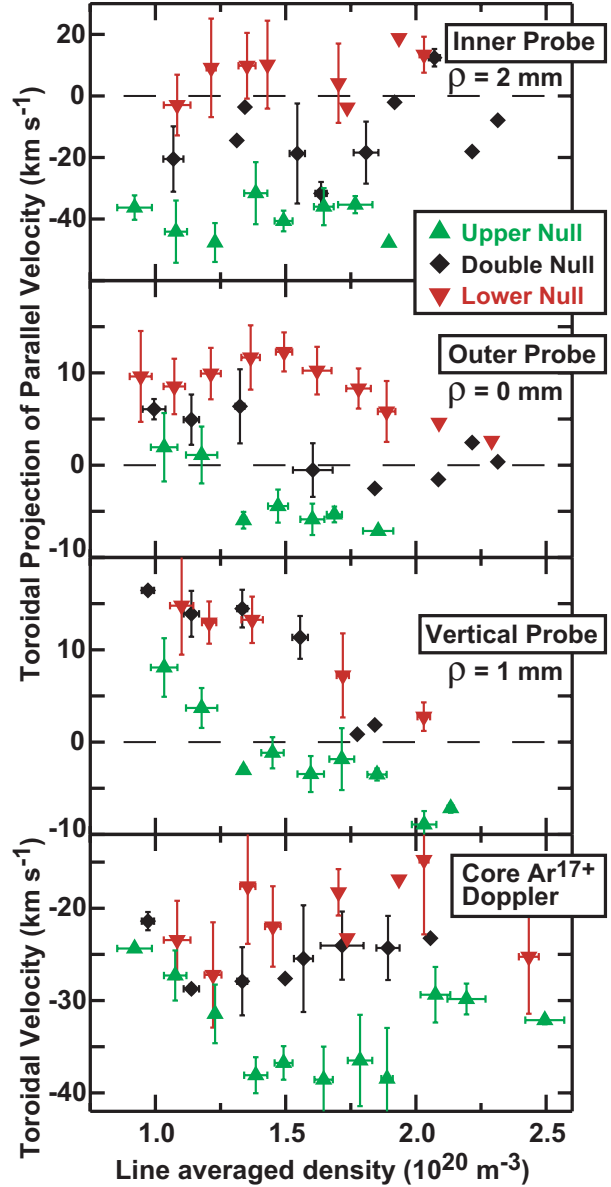 Toroidal Projection of Parallel Velocity (km s-1)
20
0
-20
-40
Inner Probe
ρ = 2 mm
Upper Null
Double Null
Lower Null
10
0
-10
Outer Probe
ρ = 0 mm
10
0
-10
Vertical Probe
ρ = 1 mm
Toroidal Velocity (km s-1)
-20
-30
-40
Core Ar17+
Doppler
1.0 1.5 2.0 2.5
Line averaged density (1020 m-3)